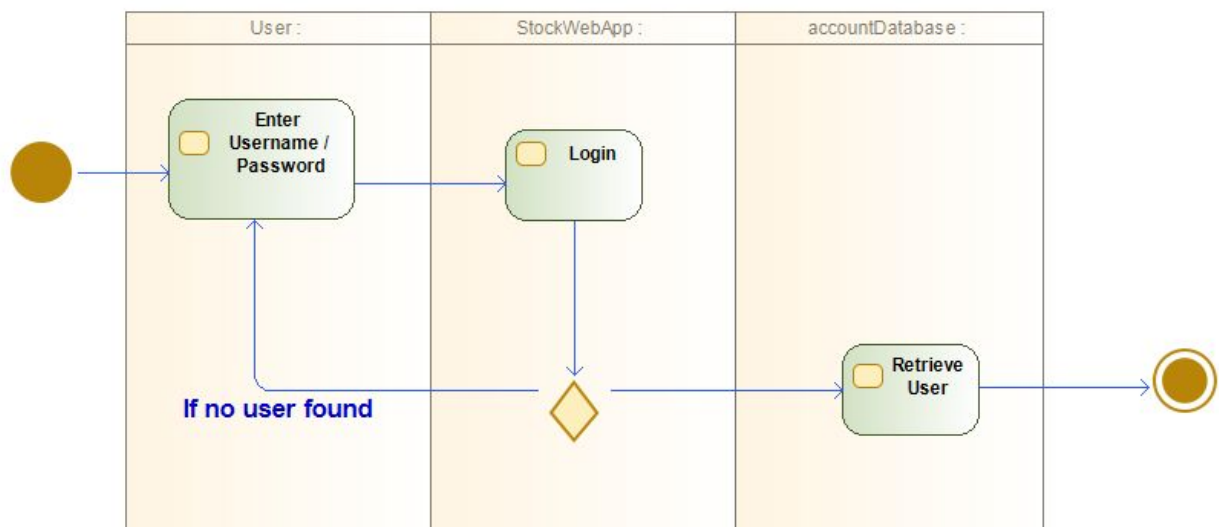 User :
StockWebApp :
accountDatabase :
Enter
Username /
Password
Login
Retrieve
User
If no user found